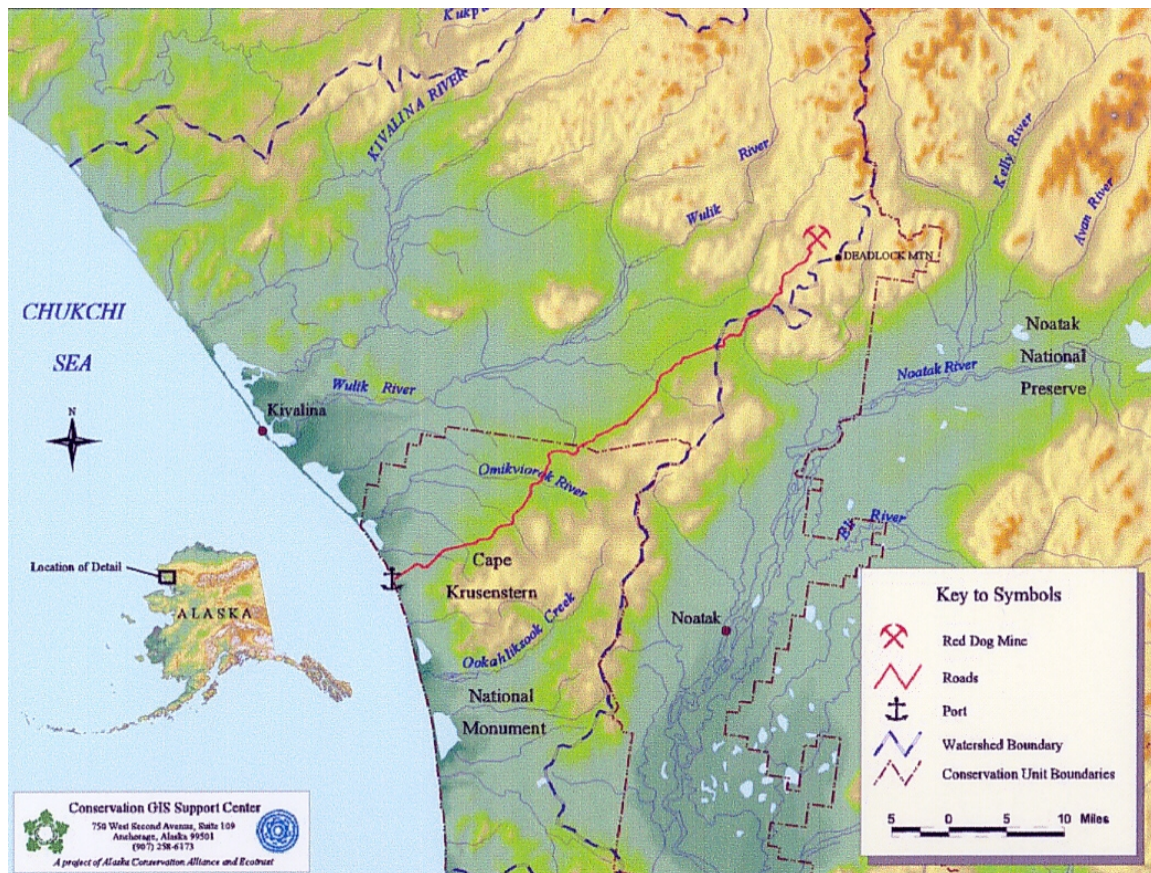 Kukpu
KIVALINA RIVER
River
Wulik
Kelly River
Avan River
DEADLOCK MTN
CHUKCHI
SEA
Noatak
National
Preserve
Noatak River
Wulik River
N
Kivalina
Omikviorok River
Eli River
Location of Detail
ALASKA
Cape
Krusenstern
Noatak
Ookahliksook Creek
National
Monument
Key to Symbols
Red Dog Mine
Roads
Port
Watershed Boundary
Conservation Unit Boundaries
5 0 5 10 Miles
Conservation GIS Support Center
750 West Second Avenue, Suite 109
Anchorage, Alaska 99501
(907) 258-6173
A project of Alaska Conservation Alliance and Ecotrust